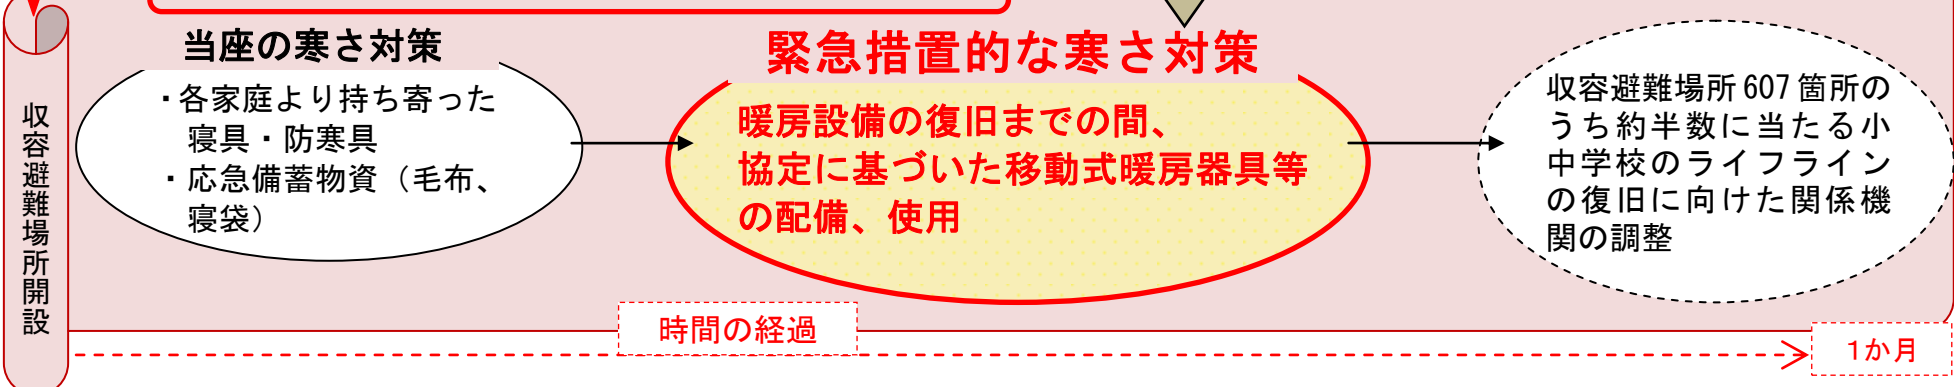 収容避難場所開設
当座の寒さ対策
・各家庭より持ち寄った
寝具・防寒具
・応急備蓄物資（毛布、
寝袋）
緊急措置的な寒さ対策
暖房設備の復旧までの間、
協定に基づいた移動式暖房器具等
の配備、使用
収容避難場所 607 箇所の
うち約半数に当たる小
中学校のライフライン
の復旧に向けた関係機
関の調整
時間の経過
1か月